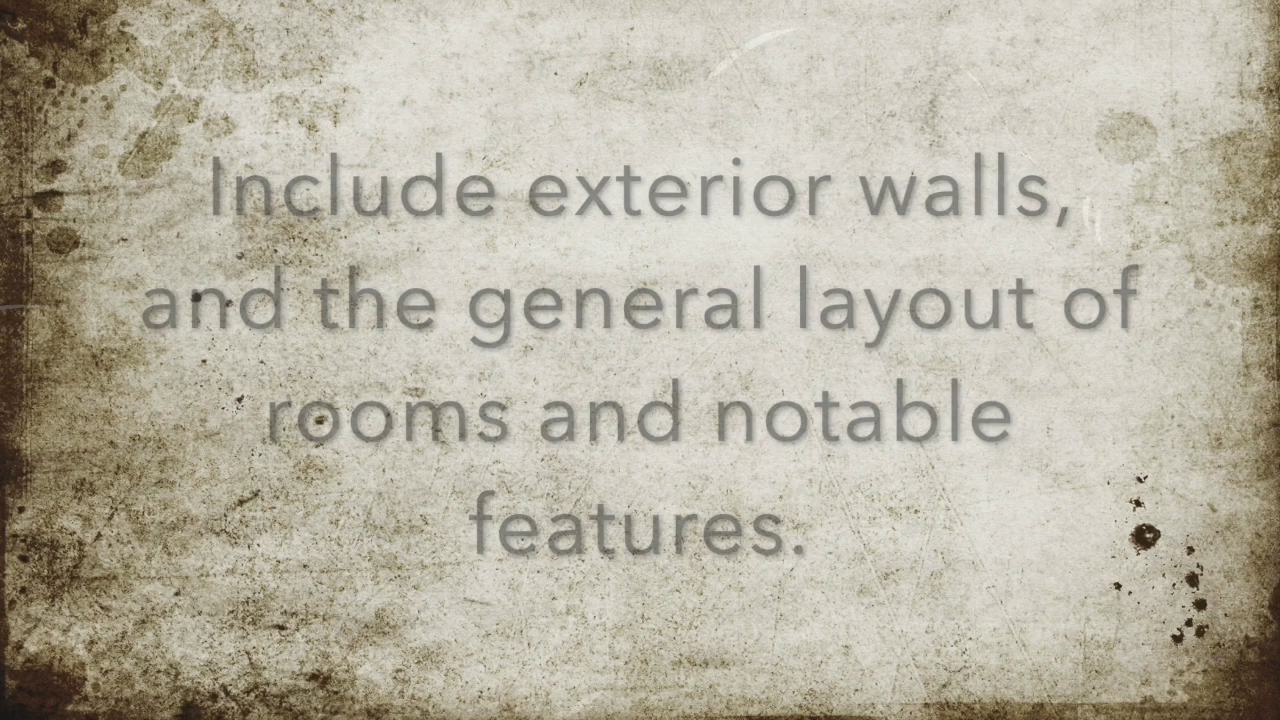 Include exterior walls,
and the general layout of
rooms and notable
features.